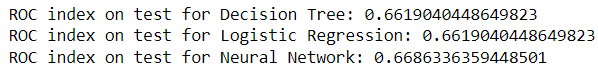 ROC index on test for Decision Tree: 0.6619040448649823
ROC index on test for Logistic Regression: 0.6619040448649823
ROC index on test for Neural Network: 0.6686336359448501